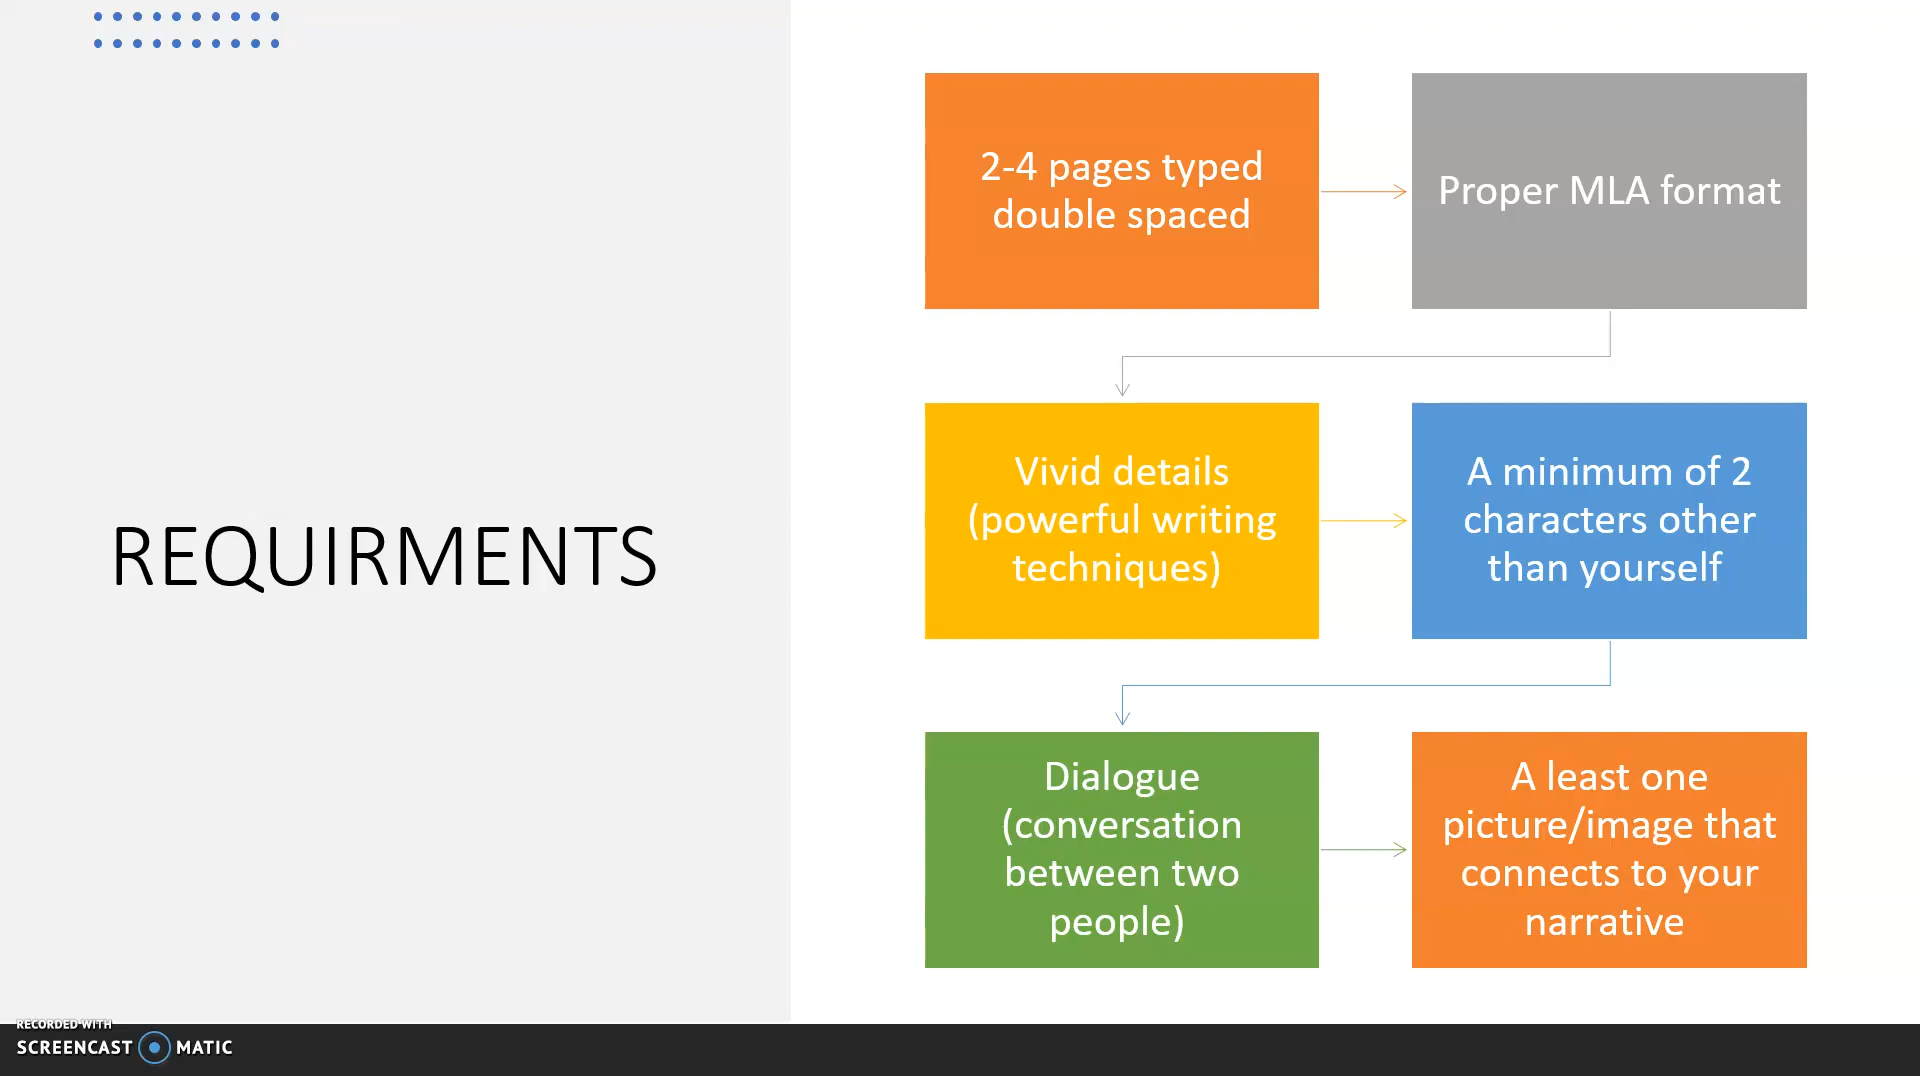 REQUIRMENTS
2-4 pages typed
double spaced
Proper MLA format
Vivid details
(powerful writing
techniques)
A minimum of 2
characters other
than yourself
Dialogue
(conversation
between two
people)
A least one
picture/image that
connects to your
narrative
RECORDED WITH
SCREENCAST MATIC